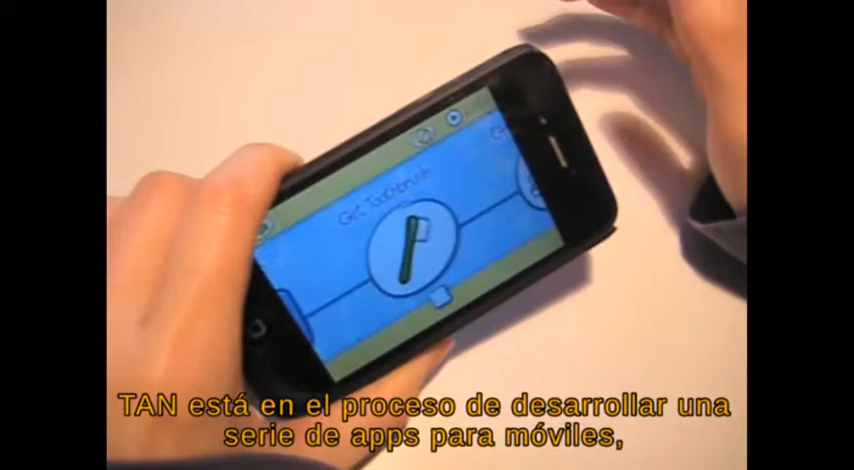 Get Toothbrush
TAN está en el proceso de desarrollar una
serie de apps para móviles,